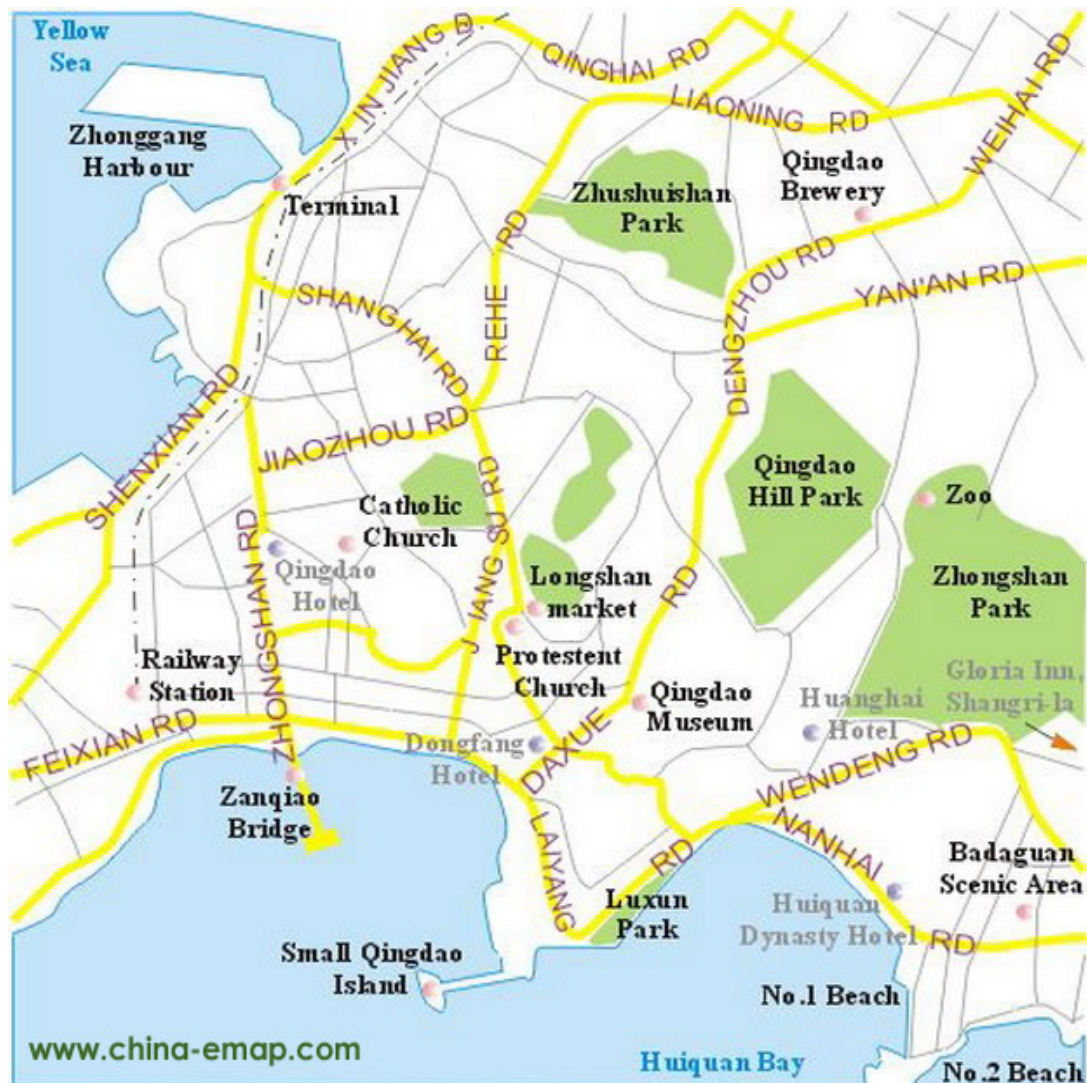 Yellow
Sea
XIN JIANG D
QINGHAI RD
LIAONING RD
WEIHAI RD
Zhonggang
Harbour
Terminal
Zhushuishan
Park
Qingdao
Brewery
REHE RD
SHANGHAI RD
DENGZHOU RD
YAN'AN RD
SHENXIAN RD
JIAOZHOU RD
Catholic
Church
JIANG SU RD
Qingdao
Hill Park
Zoo
Qingdao
Hotel
ZHONGSHAN RD
Longshan
market
Zhongshan
Park
Railway
Station
Protestent
Church
DAXUE RD
Qingdao
Museum
Huanghai
Hotel
Gloria Inn,
Shangri-la
FEIXIAN RD
Dongfang
Hotel
WENDENG RD
Zanqiao
Bridge
LAIYANG RD
NANHAI RD
Badaguan
Scenic Area
Luxun
Park
Huiquan
Dynasty Hotel
Small Qingdao
Island
No.1 Beach
www.china-emap.com
Huiquan Bay
No.2 Beach